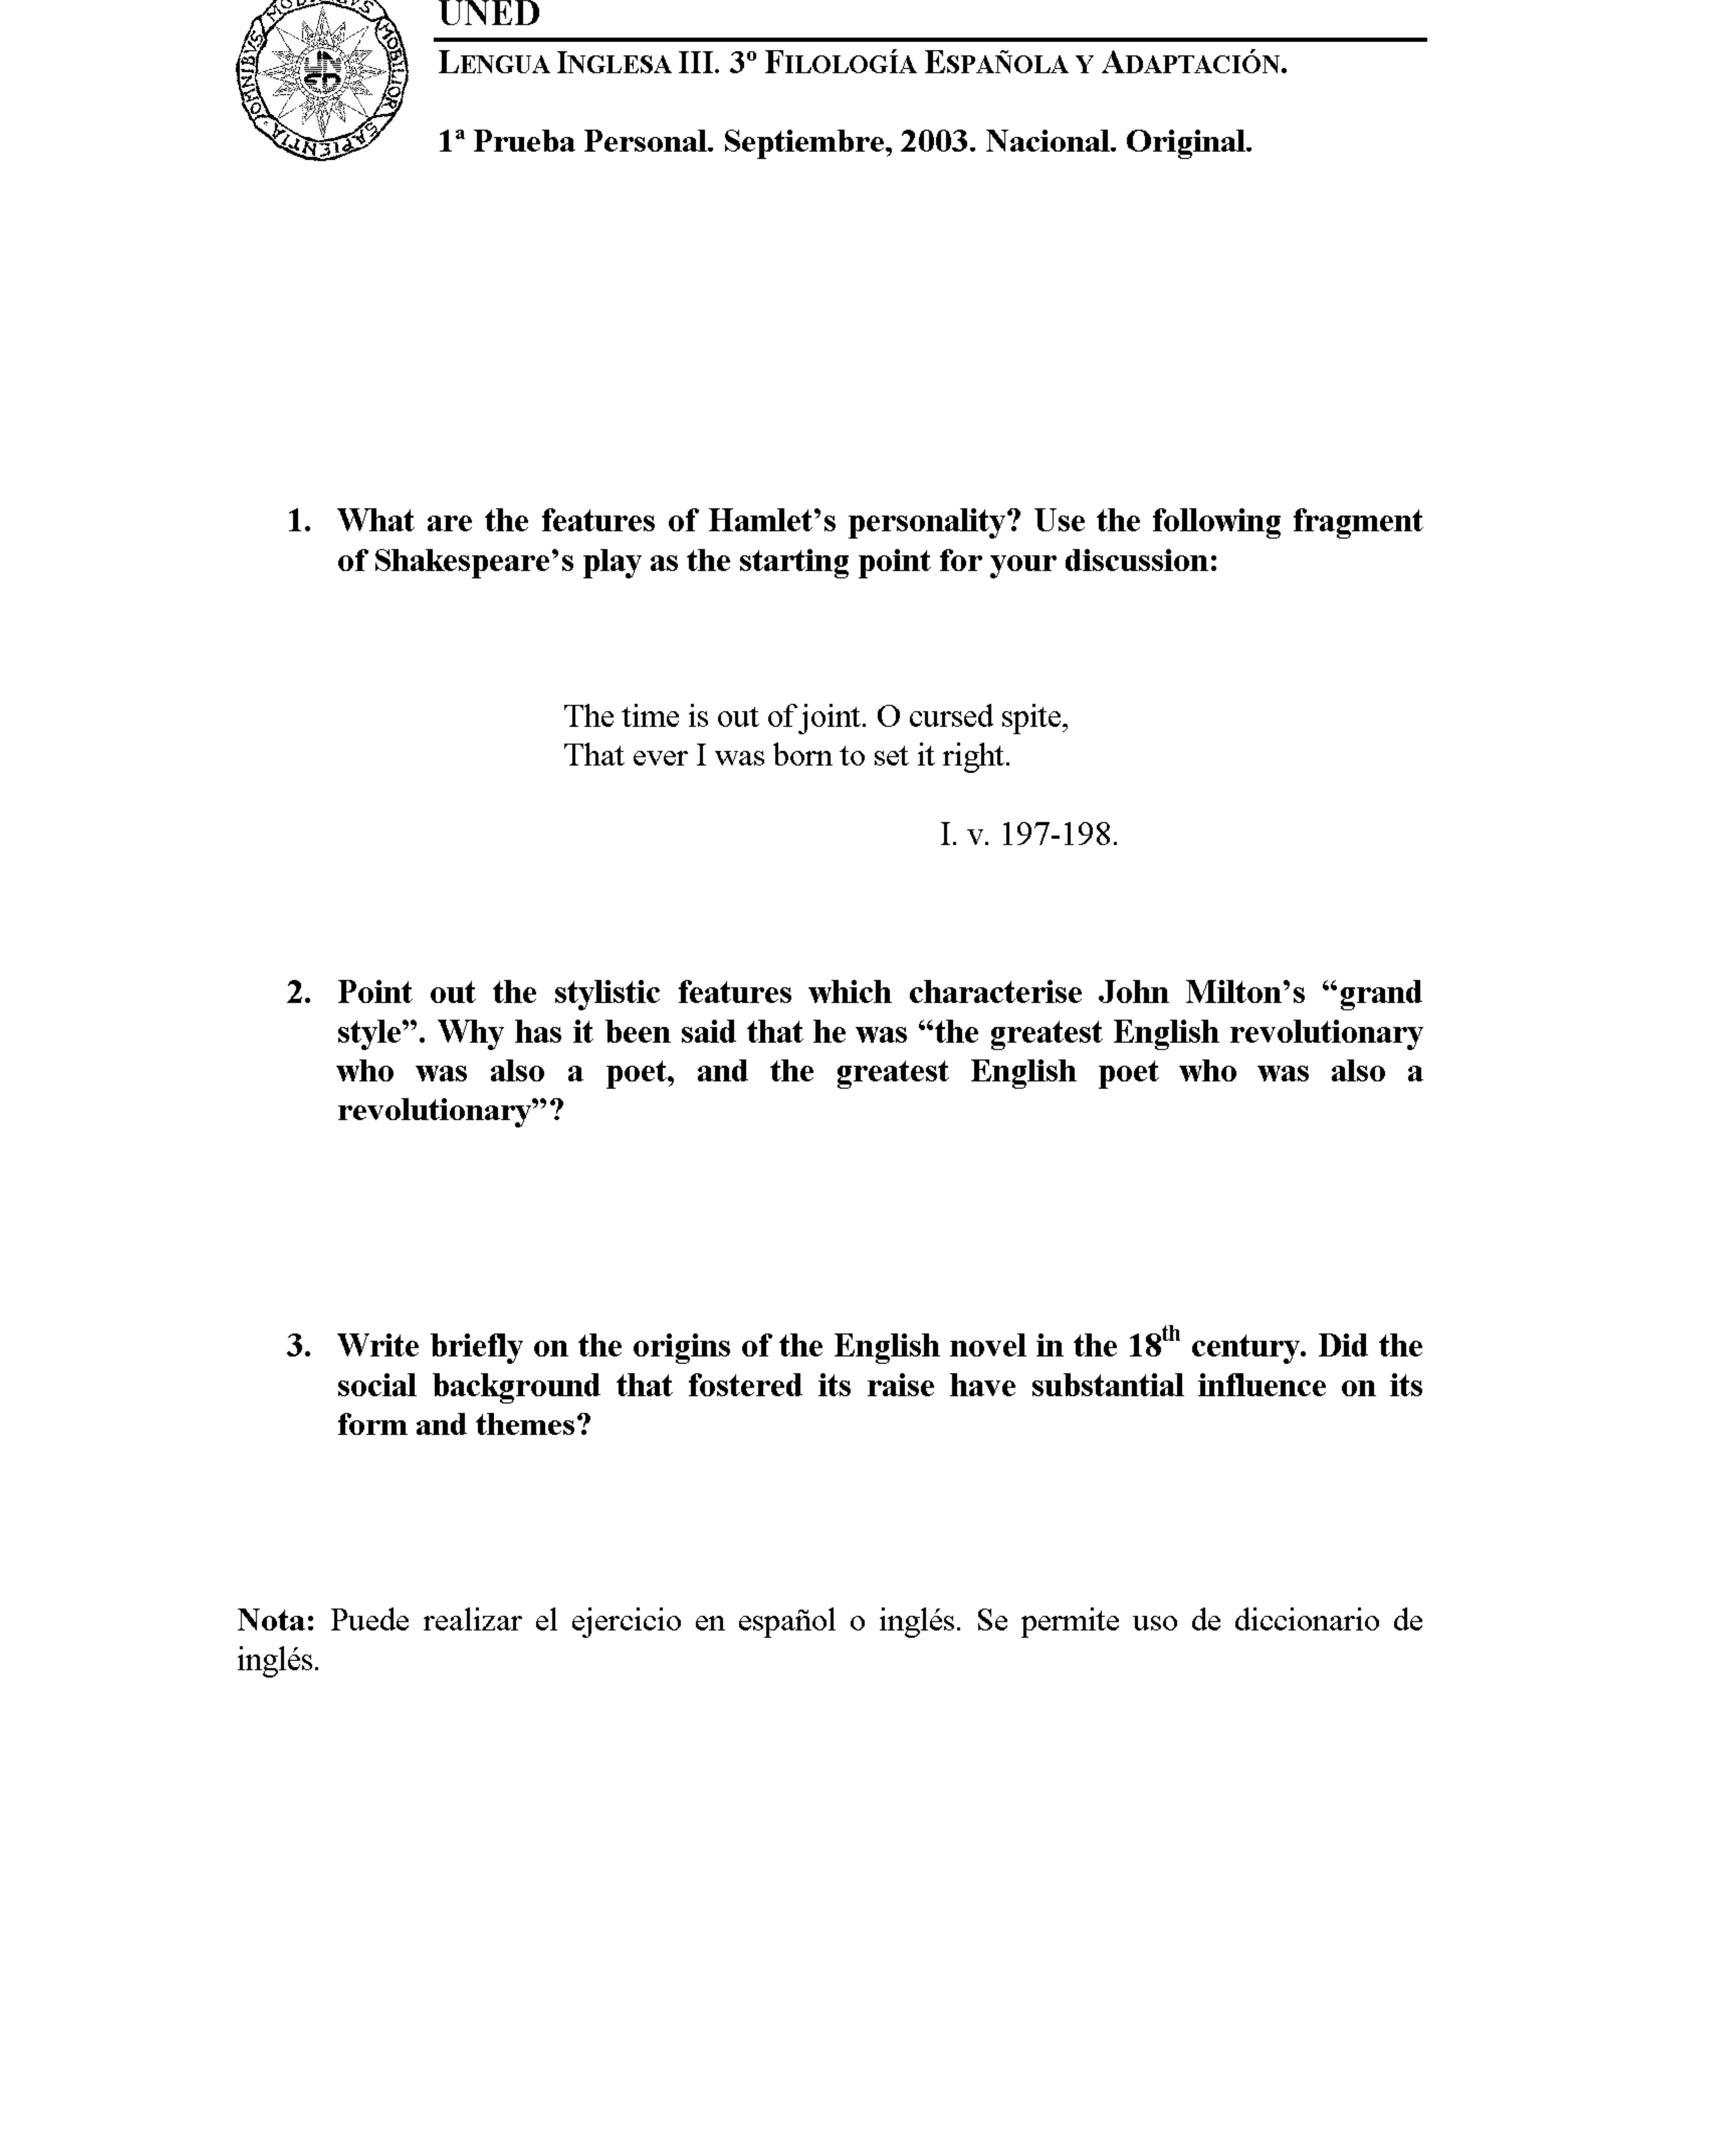 UNED
LENGUA INGLESA III. 3º FILOLOGÍA ESPAÑOLA Y ADAPTACIÓN.
1ª Prueba Personal. Septiembre, 2003. Nacional. Original.
OMNIBVS MOBILIBVS MOBILIOR SAPIENTIA
1. What are the features of Hamlet’s personality? Use the following fragment
of Shakespeare’s play as the starting point for your discussion:
The time is out of joint. O cursed spite,
That ever I was born to set it right.
I. v. 197-198.
2. Point out the stylistic features which characterise John Milton’s “grand
style”. Why has it been said that he was “the greatest English revolutionary
who was also a poet, and the greatest English poet who was also a
revolutionary”?
3. Write briefly on the origins of the English novel in the 18th century. Did the
social background that fostered its raise have substantial influence on its
form and themes?
Nota: Puede realizar el ejercicio en español o inglés. Se permite uso de diccionario de
inglés.